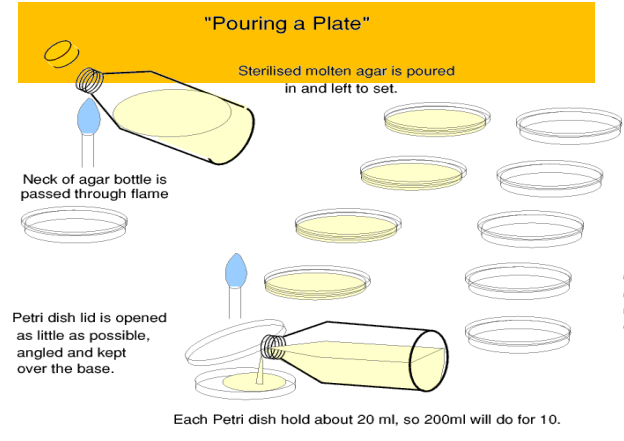 "Pouring a Plate"
Sterilised molten agar is poured
in and left to set.
Neck of agar bottle is
passed through flame
Petri dish lid is opened
as little as possible,
angled and kept
over the base.
Each Petri dish hold about 20 ml, so 200ml will do for 10.